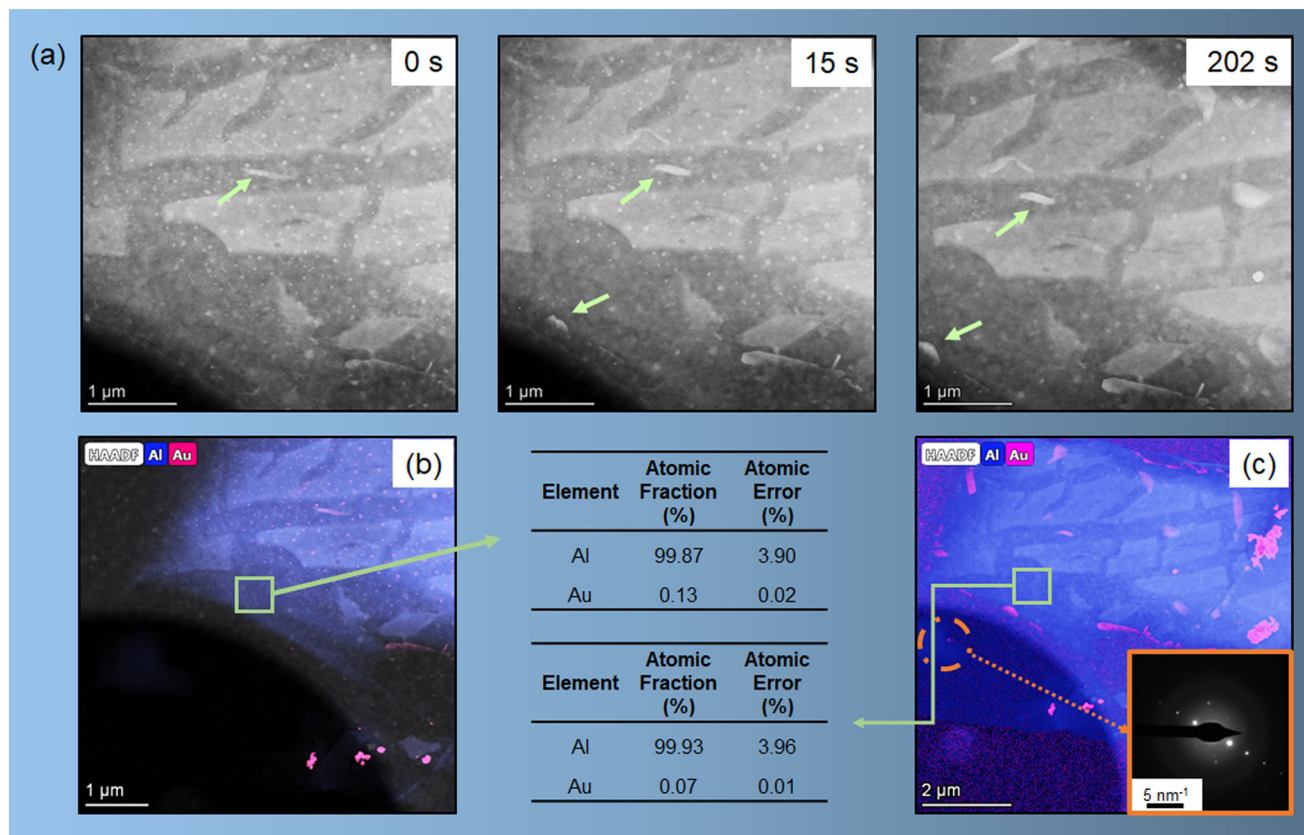 (a)
0 s
15 s
202 s
1 µm
1 µm
1 µm
HAADF Al Au
(b)
1 µm
Element Atomic Fraction (%) Atomic Error (%)
Al 99.87 3.90
Au 0.13 0.02
Element Atomic Fraction (%) Atomic Error (%)
Al 99.93 3.96
Au 0.07 0.01
HAADF Al Au
(c)
2 µm
5 nm-1